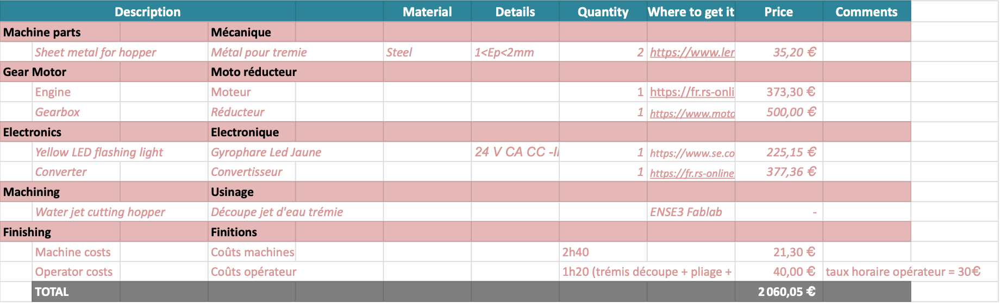 Description Material Details Quantity Where to get it Price Comments
Machine parts Mécanique
Sheet metal for hopper Métal pour tremie Steel 1<Ep<2mm 2 https://www.ler 35,20 €
Gear Motor Moto réducteur
Engine Moteur 1 https://fr.rs-onli 373,30 €
Gearbox Réducteur 1 https://www.moto 500,00 €
Electronics Electronique
Yellow LED flashing light Gyrophare Led Jaune 24 V CA CC -II 1 https://www.se.co 225,15 €
Converter Convertisseur 1 https://fr.rs-online 377,36 €
Machining Usinage
Water jet cutting hopper Découpe jet d'eau trémie ENSE3 Fablab -
Finishing Finitions
Machine costs Coûts machines 2h40 21,30 €
Operator costs Coûts opérateur 1h20 (trémis découpe + pliage + 40,00 € taux horaire opérateur = 30€
TOTAL 2 060,05 €